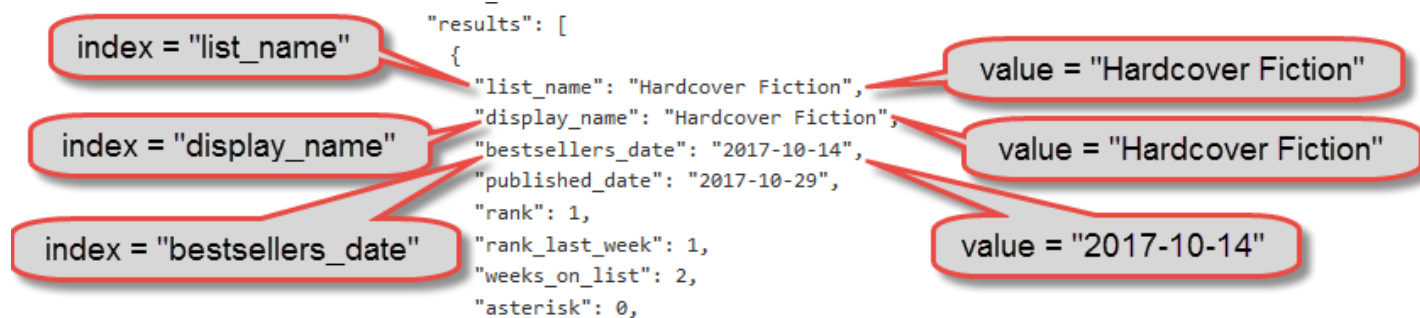 "results": [
{
"list_name": "Hardcover Fiction",
"display_name": "Hardcover Fiction",
"bestsellers_date": "2017-10-14",
"published_date": "2017-10-29",
"rank": 1,
"rank_last_week": 1,
"weeks_on_list": 2,
"asterisk": 0,
index = "list_name"
index = "display_name"
index = "bestsellers_date"
value = "Hardcover Fiction"
value = "Hardcover Fiction"
value = "2017-10-14"